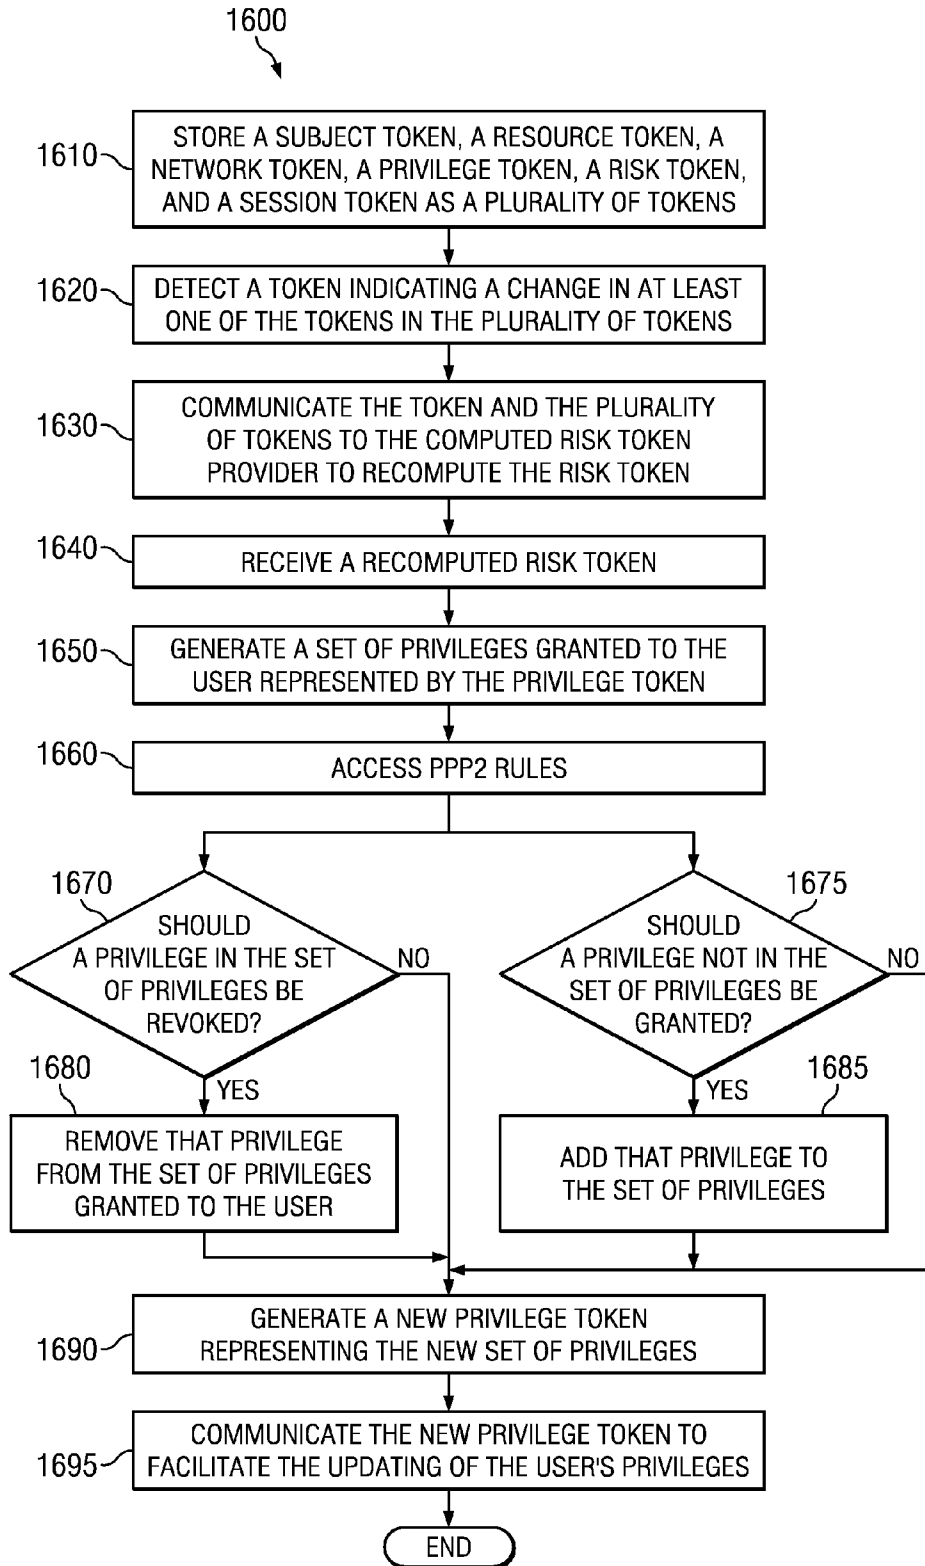 1600
1610
STORE A SUBJECT TOKEN, A RESOURCE TOKEN, A
NETWORK TOKEN, A PRIVILEGE TOKEN, A RISK TOKEN,
AND A SESSION TOKEN AS A PLURALITY OF TOKENS
1620
DETECT A TOKEN INDICATING A CHANGE IN AT LEAST
ONE OF THE TOKENS IN THE PLURALITY OF TOKENS
1630
COMMUNICATE THE TOKEN AND THE PLURALITY
OF TOKENS TO THE COMPUTED RISK TOKEN
PROVIDER TO RECOMPUTE THE RISK TOKEN
1640
RECEIVE A RECOMPUTED RISK TOKEN
1650
GENERATE A SET OF PRIVILEGES GRANTED TO THE
USER REPRESENTED BY THE PRIVILEGE TOKEN
1660
ACCESS PPP2 RULES
1670
SHOULD
A PRIVILEGE IN THE SET
OF PRIVILEGES BE
REVOKED?
NO
YES
1675
SHOULD
A PRIVILEGE NOT IN THE
SET OF PRIVILEGES BE
GRANTED?
NO
YES
1680
REMOVE THAT PRIVILEGE
FROM THE SET OF PRIVILEGES
GRANTED TO THE USER
1685
ADD THAT PRIVILEGE TO
THE SET OF PRIVILEGES
1690
GENERATE A NEW PRIVILEGE TOKEN
REPRESENTING THE NEW SET OF PRIVILEGES
1695
COMMUNICATE THE NEW PRIVILEGE TOKEN TO
FACILITATE THE UPDATING OF THE USER'S PRIVILEGES
END